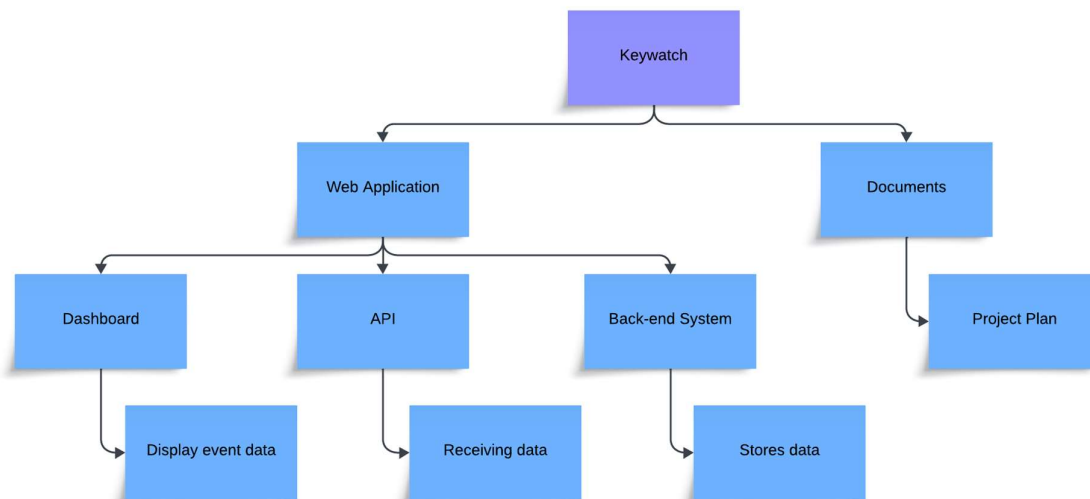 Keywatch
Web Application
Documents
Dashboard
API
Back-end System
Project Plan
Display event data
Receiving data
Stores data